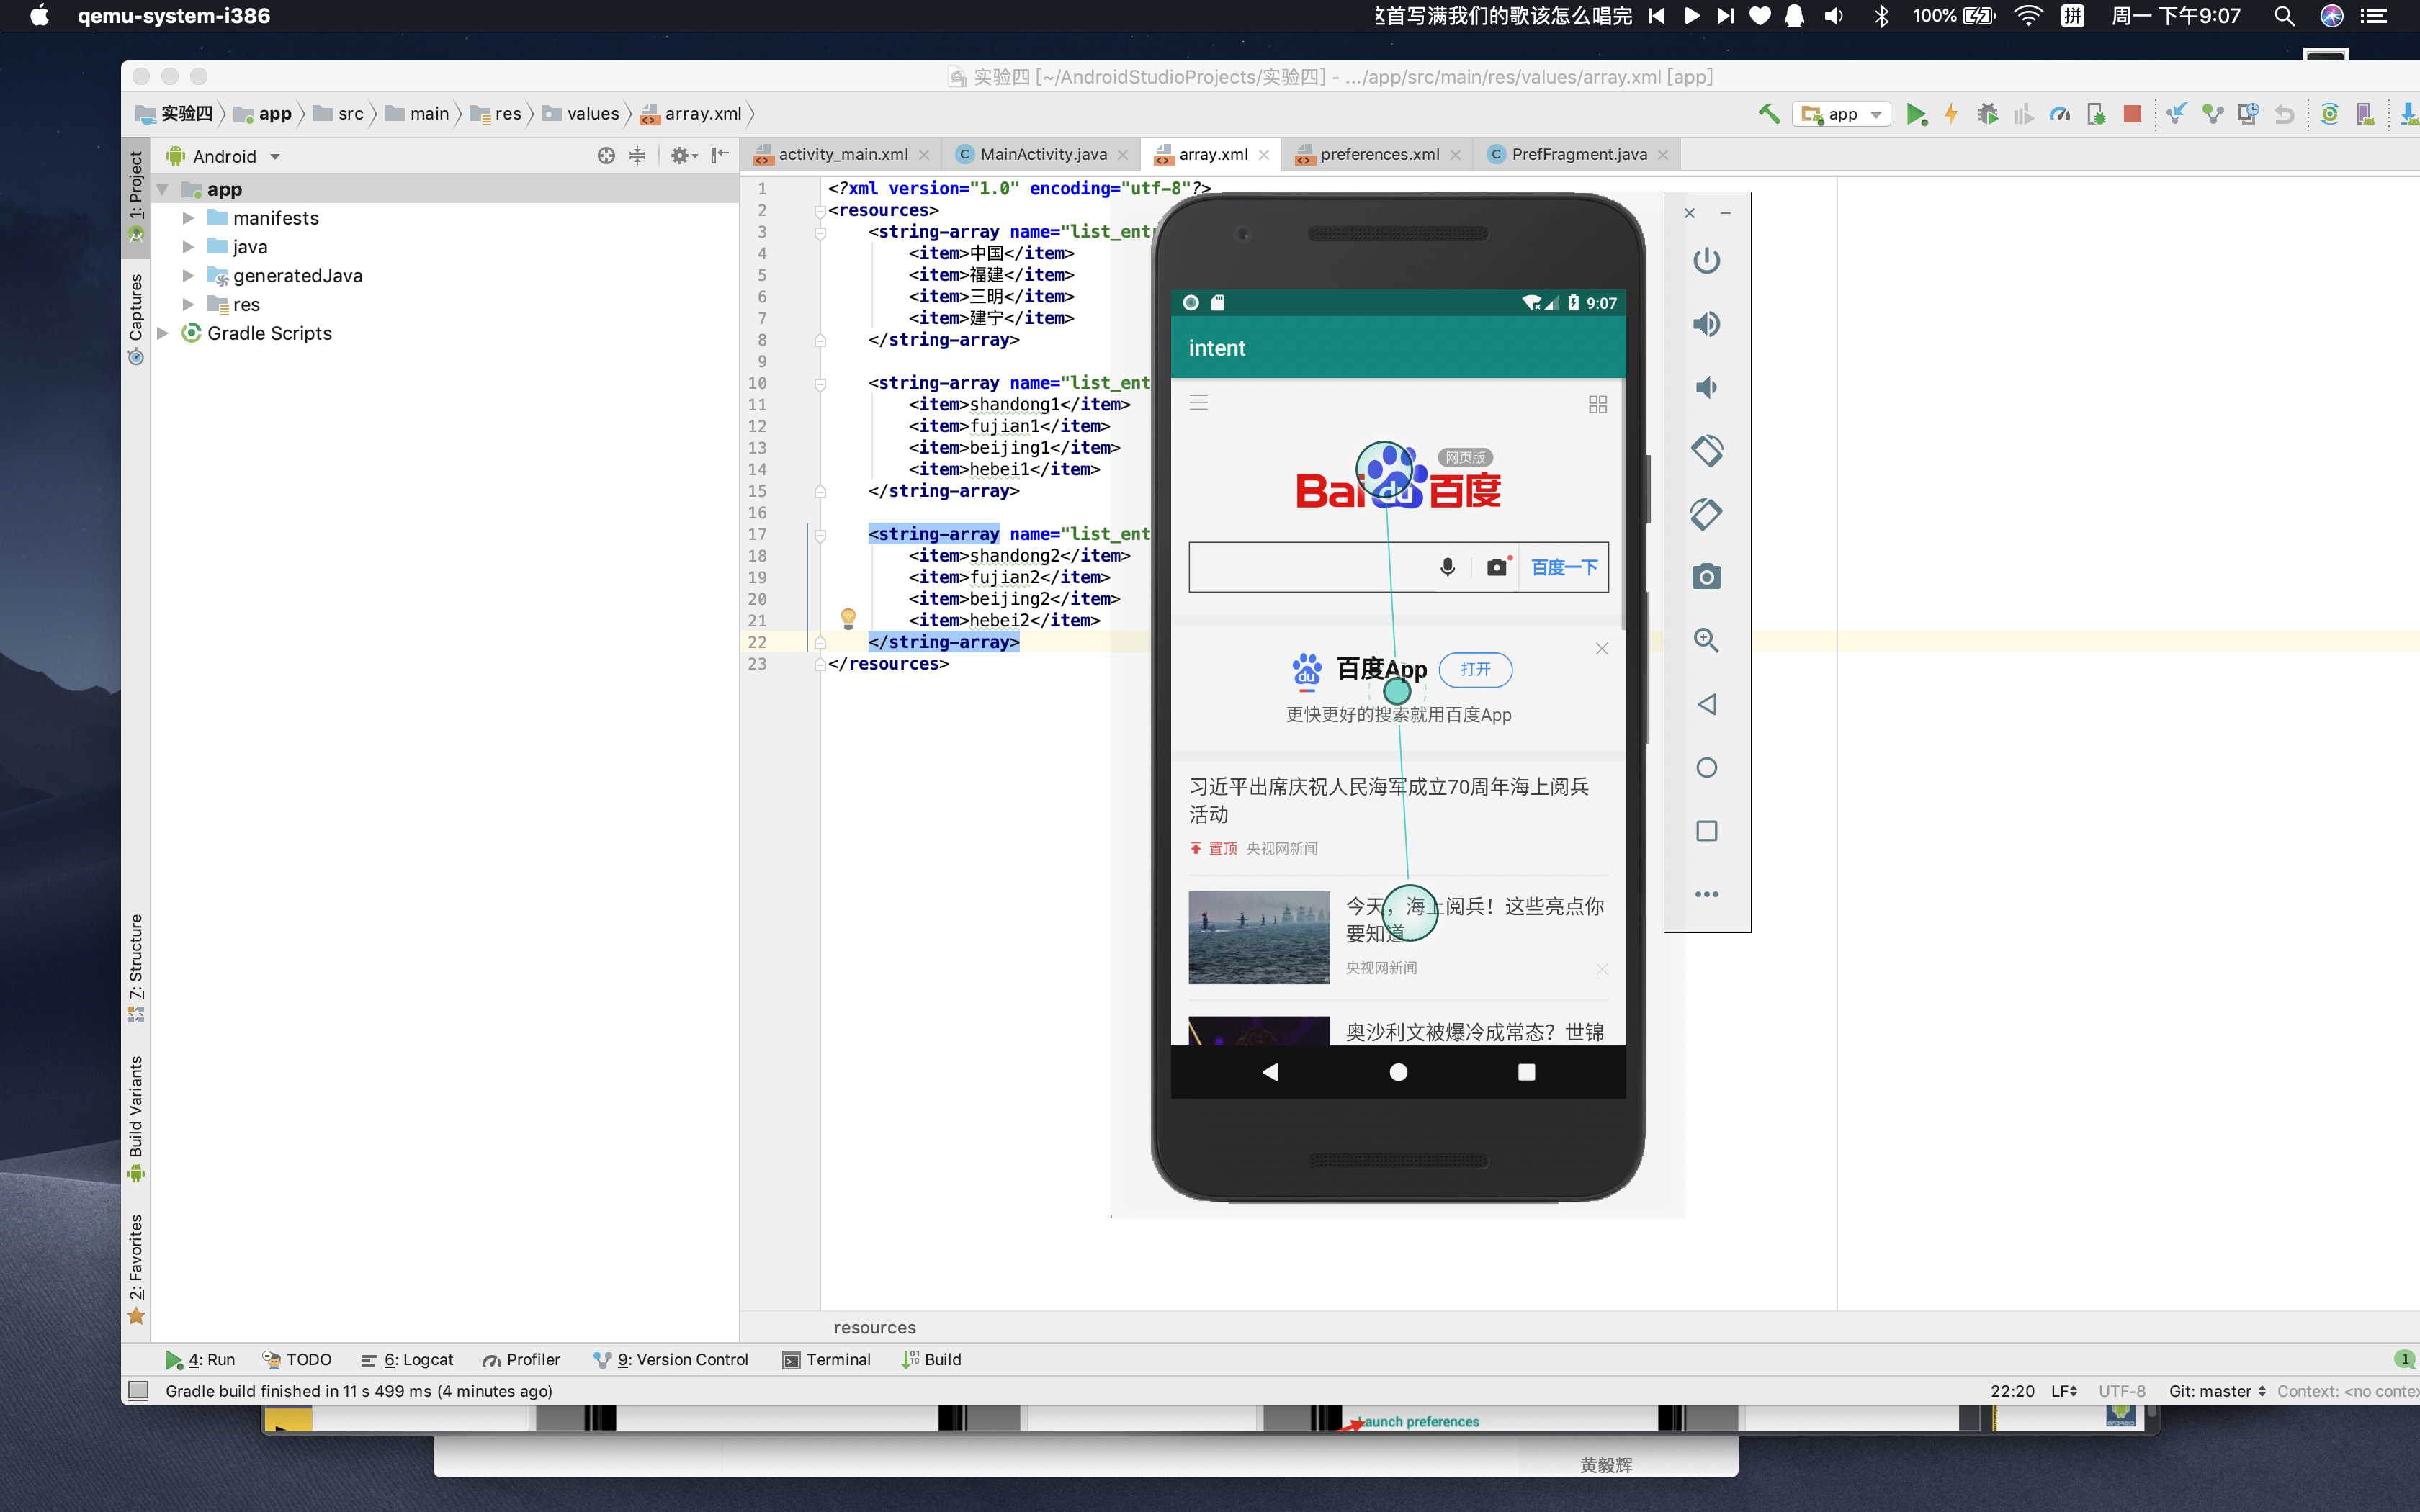 qemu-system-i386
这首写满我们的歌该怎么唱完
100%
拼
周一 下午9:07
实验四 [~/AndroidStudioProjects/实验四] - .../app/src/main/res/values/array.xml [app]
实验四 app src main res values array.xml
app
1: Project
Captures
7: Structure
Build Variants
2: Favorites
Android
app
manifests
java
generatedJava
res
Gradle Scripts
activity_main.xml
MainActivity.java
array.xml
preferences.xml
PrefFragment.java
1 <?xml version="1.0" encoding="utf-8"?>
2 <resources>
3 <string-array name="list_entr
4 <item>中国</item>
5 <item>福建</item>
6 <item>三明</item>
7 <item>建宁</item>
8 </string-array>
9
10 <string-array name="list_ent
11 <item>shandong1</item>
12 <item>fujian1</item>
13 <item>beijing1</item>
14 <item>hebei1</item>
15 </string-array>
16
17 <string-array name="list_ent
18 <item>shandong2</item>
19 <item>fujian2</item>
20 <item>beijing2</item>
21 <item>hebei2</item>
22 </string-array>
23 </resources>
9:07
intent
网页版
Bai du 百度
百度一下
du
百度App
打开
更快更好的搜索就用百度App
习近平出席庆祝人民海军成立70周年海上阅兵
活动
置顶 央视网新闻
今天，海上阅兵！这些亮点你
要知道
央视网新闻
奥沙利文被爆冷成常态？世锦
resources
4: Run
TODO
6: Logcat
Profiler
9: Version Control
Terminal
Build
1
Gradle build finished in 11 s 499 ms (4 minutes ago)
22:20
LF
UTF-8
Git: master
Context: <no contex
Launch preferences
黄毅辉